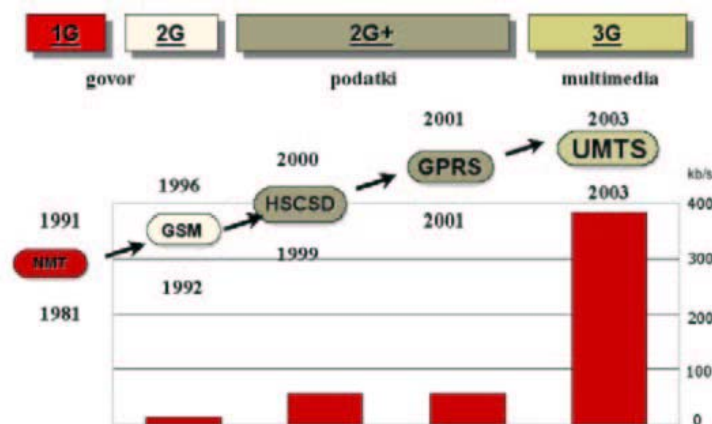 1G 2G 2G+ 3G
govor podatki multimedia
2001 2003
2000 GPRS UMTS
1996 HSCSD kb/s
1991 GSM 2001 2003 400
NMT 1999 300
1992
1981 200
100
0